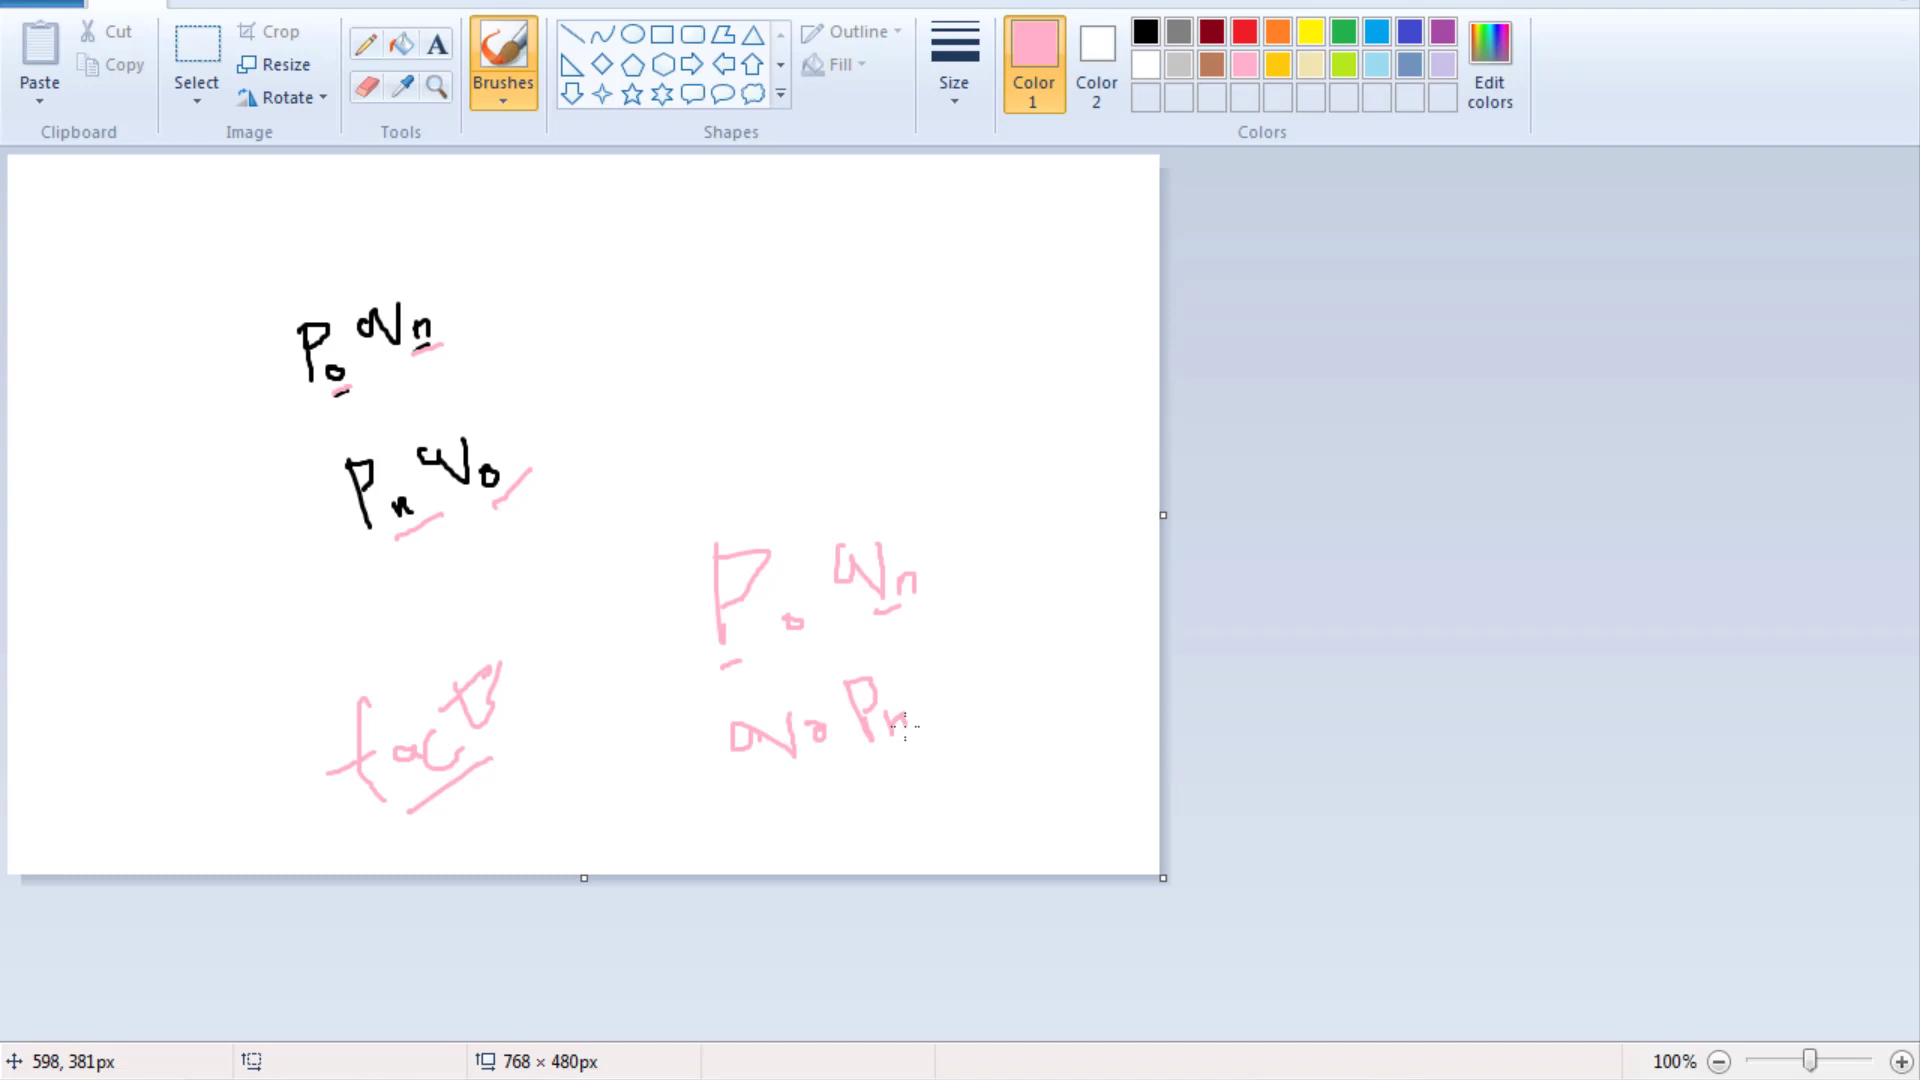 Cut
Copy
Paste
Clipboard
Select
Crop
Resize
Rotate
Image
A
Tools
Brushes
Shapes
Outline
Fill
Size
Color 1
Color 2
Colors
Edit colors
fact
598, 381px
768 × 480px
100%